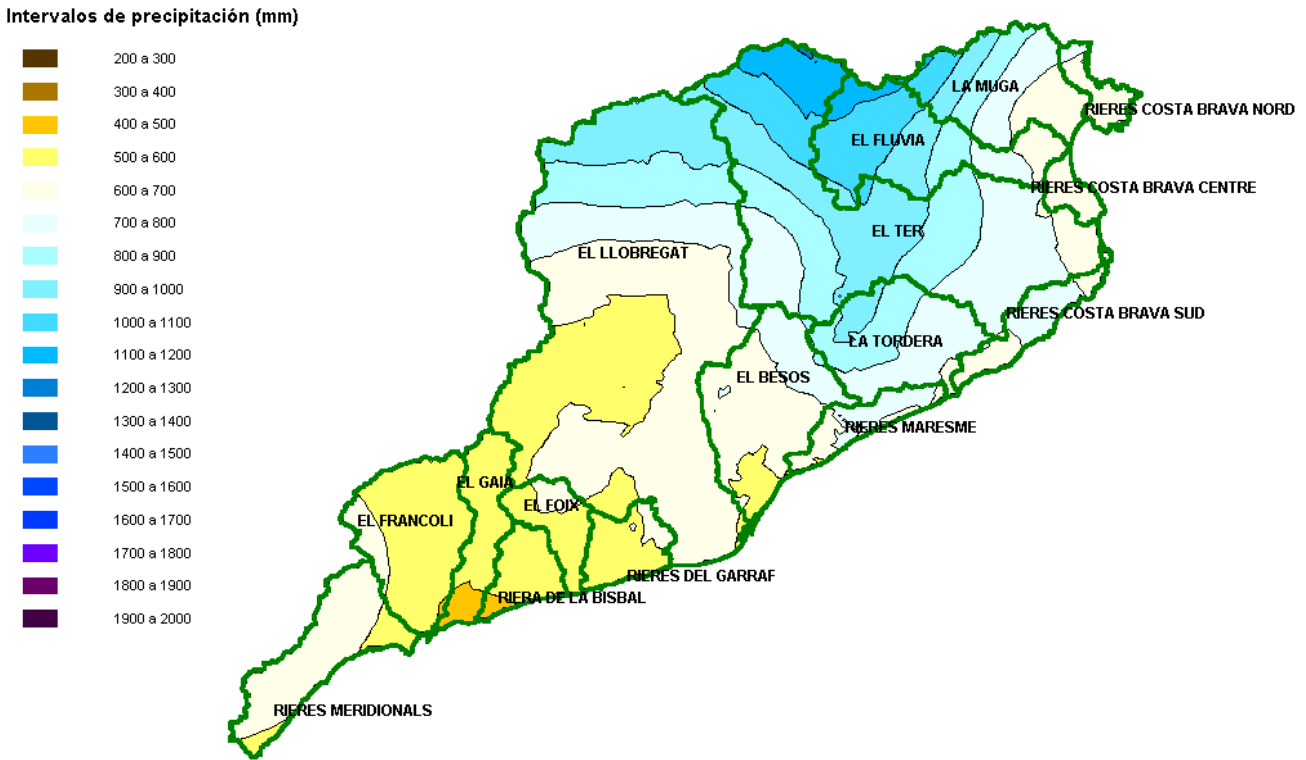 Intervalos de precipitación (mm)
200 a 300
300 a 400
400 a 500
500 a 600
600 a 700
700 a 800
800 a 900
900 a 1000
1000 a 1100
1100 a 1200
1200 a 1300
1300 a 1400
1400 a 1500
1500 a 1600
1600 a 1700
1700 a 1800
1800 a 1900
1900 a 2000
LA MUGA
RIERES COSTA BRAVA NORD
EL FLUVIA
RIERES COSTA BRAVA CENTRE
EL TER
EL LLOBREGAT
RIERES COSTA BRAVA SUD
LA TORDERA
EL BESOS
RIERES MARESME
EL GAIA
EL FOIX
EL FRANCOLI
RIERES DEL GARRAF
RIERA DE LA BISBAL
RIERES MERIDIONALS